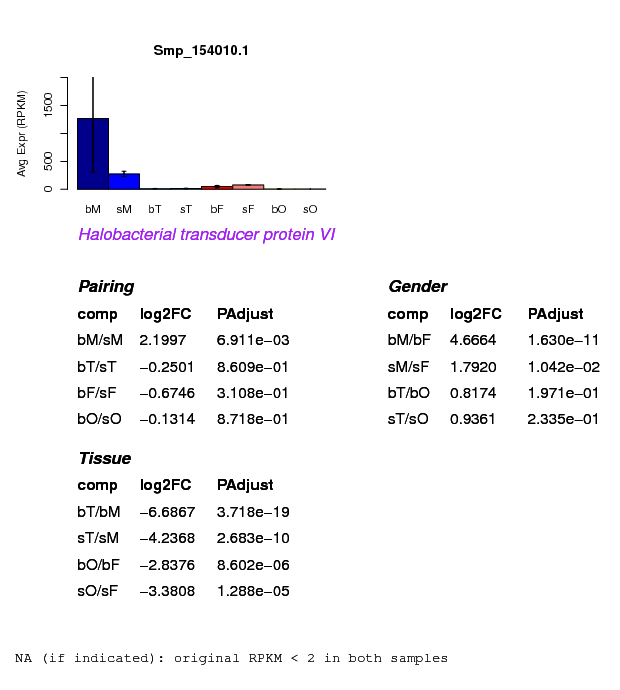 Smp_154010.1
Avg Expr (RPKM)
1500
500
0
bM sM bT sT bF sF bO sO
Halobacterial transducer protein VI
Pairing
comp log2FC PAdjust
bM/sM 2.1997 6.911e−03
bT/sT −0.2501 8.609e−01
bF/sF −0.6746 3.108e−01
bO/sO −0.1314 8.718e−01
Gender
comp log2FC PAdjust
bM/bF 4.6664 1.630e−11
sM/sF 1.7920 1.042e−02
bT/bO 0.8174 1.971e−01
sT/sO 0.9361 2.335e−01
Tissue
comp log2FC PAdjust
bT/bM −6.6867 3.718e−19
sT/sM −4.2368 2.683e−10
bO/bF −2.8376 8.602e−06
sO/sF −3.3808 1.288e−05
NA (if indicated): original RPKM < 2 in both samples